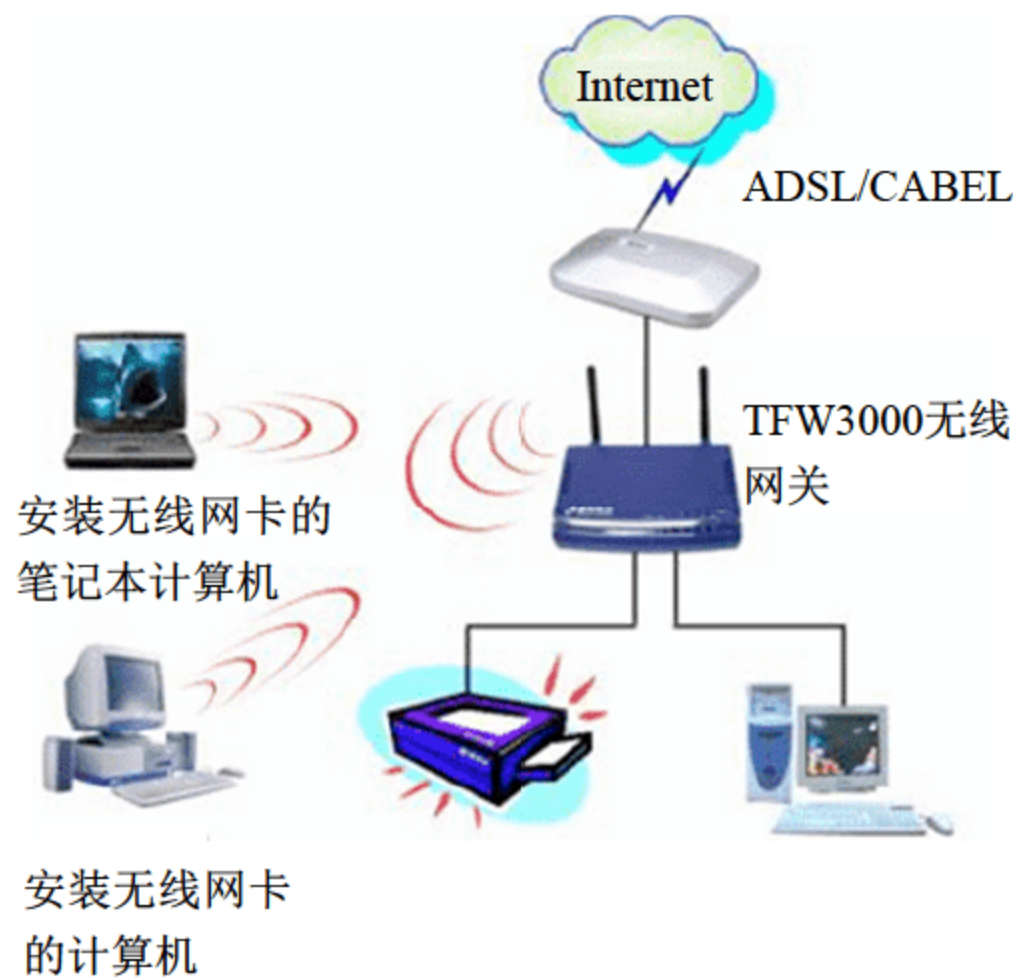 Internet
ADSL/CABEL
TFW3000无线
网关
安装无线网卡的
笔记本计算机
安装无线网卡
的计算机